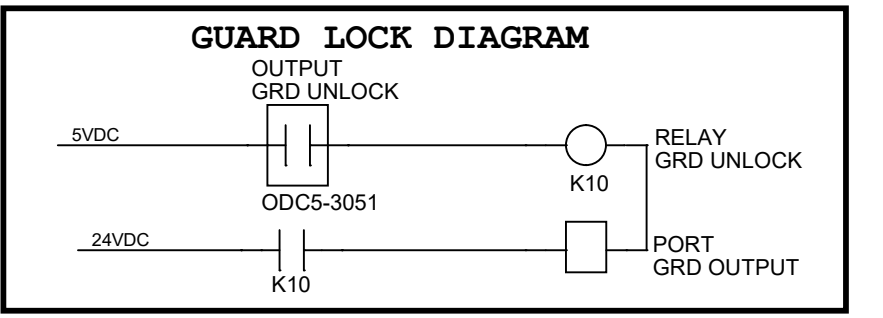 GUARD LOCK DIAGRAM
OUTPUT
GRD UNLOCK
5VDC
RELAY
GRD UNLOCK
K10
ODC5-3051
24VDC
PORT
GRD OUTPUT
K10